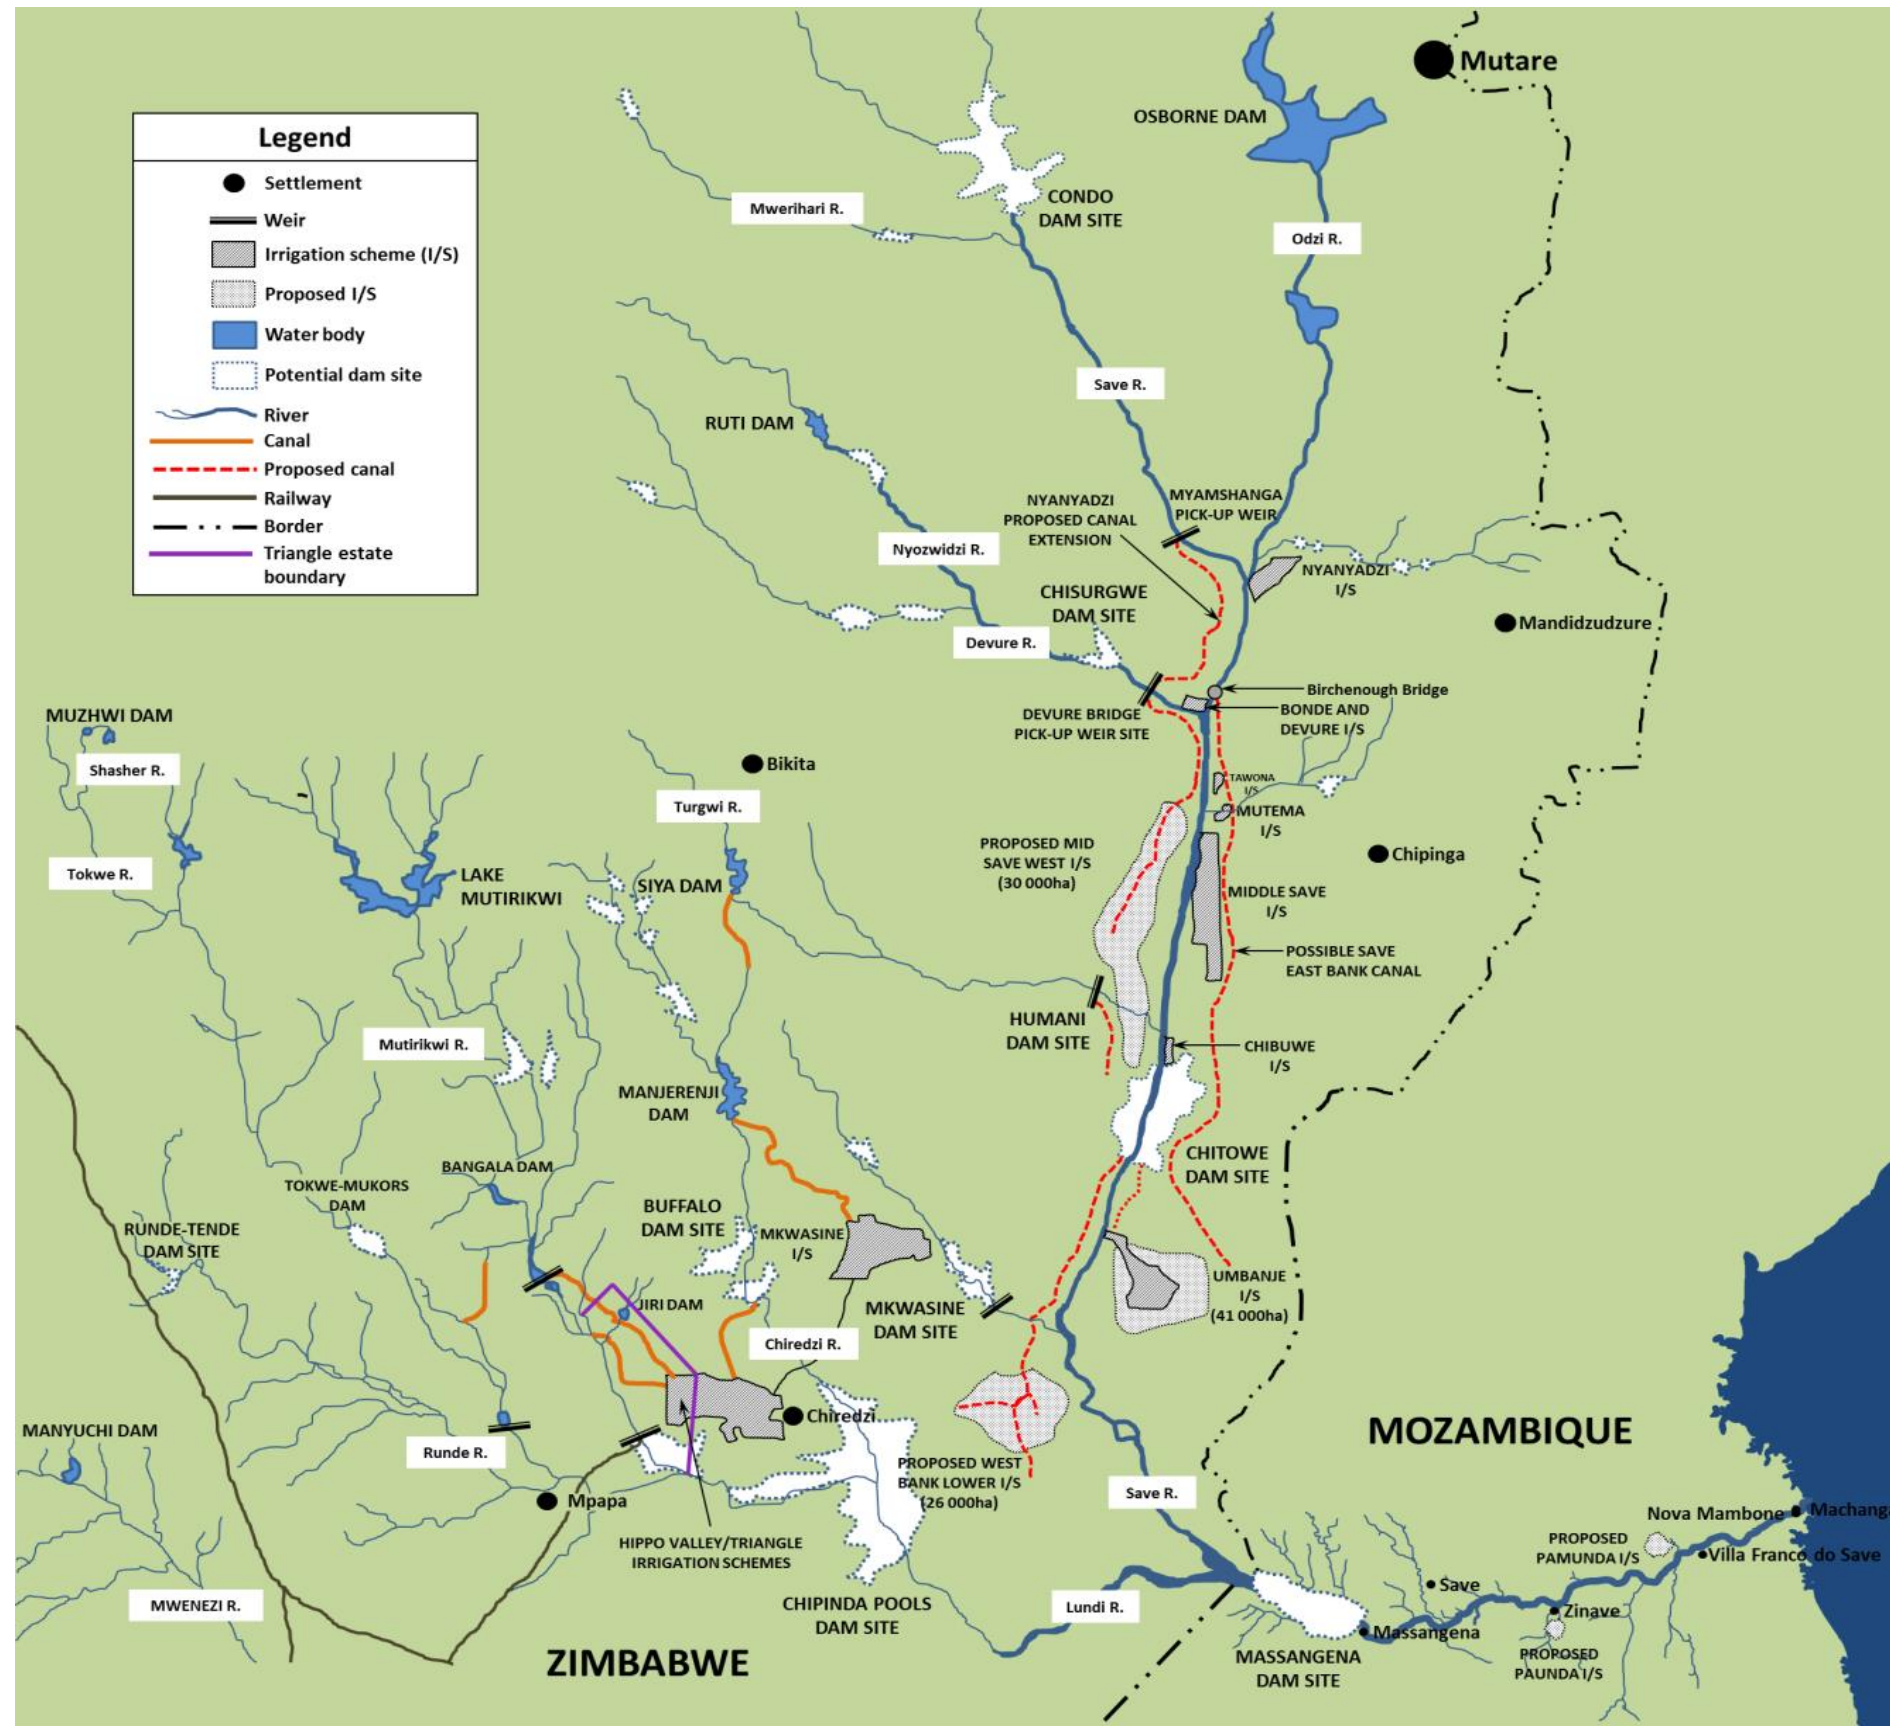 Mutare
OSBORNE DAM
Legend
Settlement
Weir
Irrigation scheme (I/S)
Proposed I/S
Water body
Potential dam site
River
Canal
Proposed canal
Railway
Border
Triangle estate
boundary
CONDO
DAM SITE
Mwerihari R.
Odzi R.
Save R.
RUTI DAM
NYANYADZI
PROPOSED CANAL
EXTENSION
MYAMSHANGA
PICK-UP WEIR
Nyozwidzi R.
NYANYADZI
I/S
CHISURGWE
DAM SITE
Mandidzudzure
Devure R.
Birchenough Bridge
BONDE AND
DEVURE I/S
DEVURE BRIDGE
PICK-UP WEIR SITE
MUZHWI DAM
Shasher R.
Bikita
Turgwi R.
TAWONA
I/S
MUTEMA
I/S
PROPOSED MID
SAVE WEST I/S
(30 000ha)
Chipinga
Tokwe R.
LAKE
MUTIRIKWI
SIYA DAM
MIDDLE SAVE
I/S
POSSIBLE SAVE
EAST BANK CANAL
HUMANI
DAM SITE
Mutirikwi R.
CHIBUWE
I/S
MANJERENJI
DAM
CHITOWE
DAM SITE
BANGALA DAM
TOKWE-MUKORS
DAM
BUFFALO
DAM SITE
MKWASINE
I/S
RUNDE-TENDE
DAM SITE
UMBANJE
I/S
(41 000ha)
JIRI DAM
MKWASINE
DAM SITE
Chiredzi R.
Chiredzi
MANYUCHI DAM
Runde R.
MOZAMBIQUE
PROPOSED WEST
BANK LOWER I/S
(26 000ha)
Save R.
Mpapa
Nova Mambone
Machanga
HIPPO VALLEY/TRIANGLE
IRRIGATION SCHEMES
PROPOSED
PAMUNDA I/S
Villa Franco do Save
MWENEZI R.
CHIPINDA POOLS
DAM SITE
Lundi R.
Save
Zinave
Massangena
ZIMBABWE
MASSANGENA
DAM SITE
PROPOSED
PAUNDA I/S